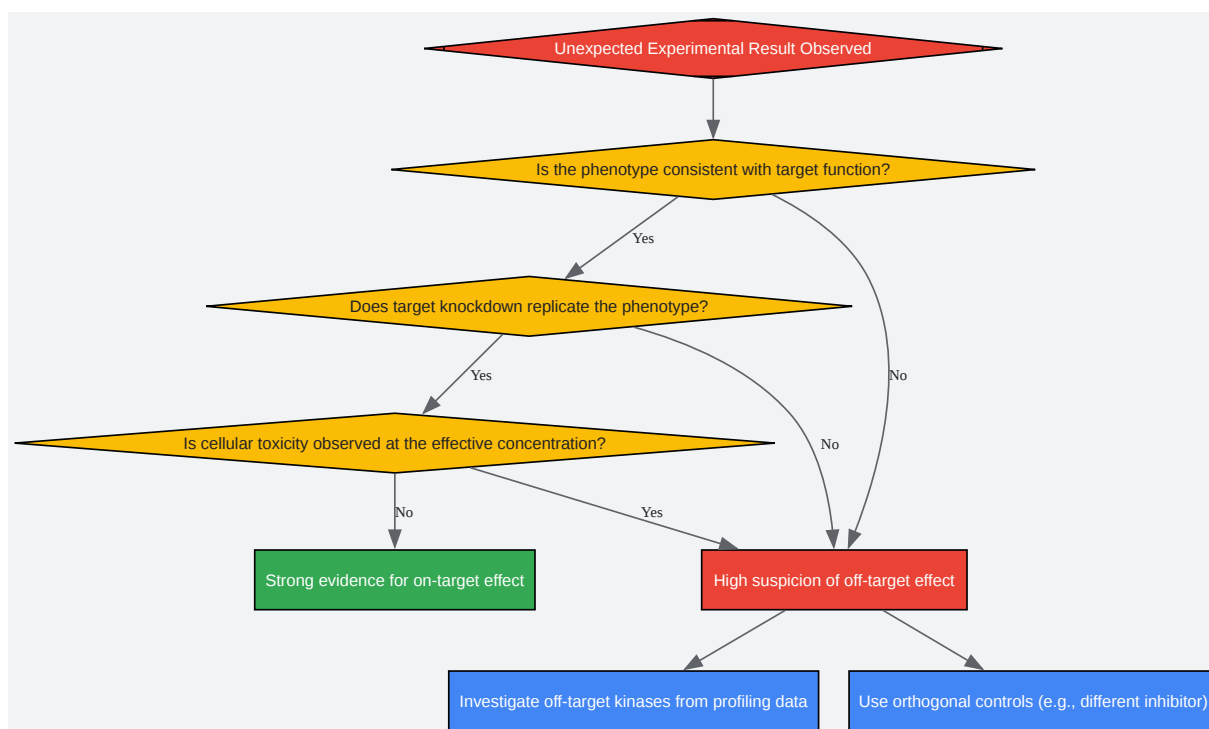 Unexpected Experimental Result Observed
Is the phenotype consistent with target function?
Yes
Does target knockdown replicate the phenotype?
Yes
No
Is cellular toxicity observed at the effective concentration?
No
No
Yes
Strong evidence for on-target effect
High suspicion of off-target effect
Investigate off-target kinases from profiling data
Use orthogonal controls (e.g., different inhibitor)